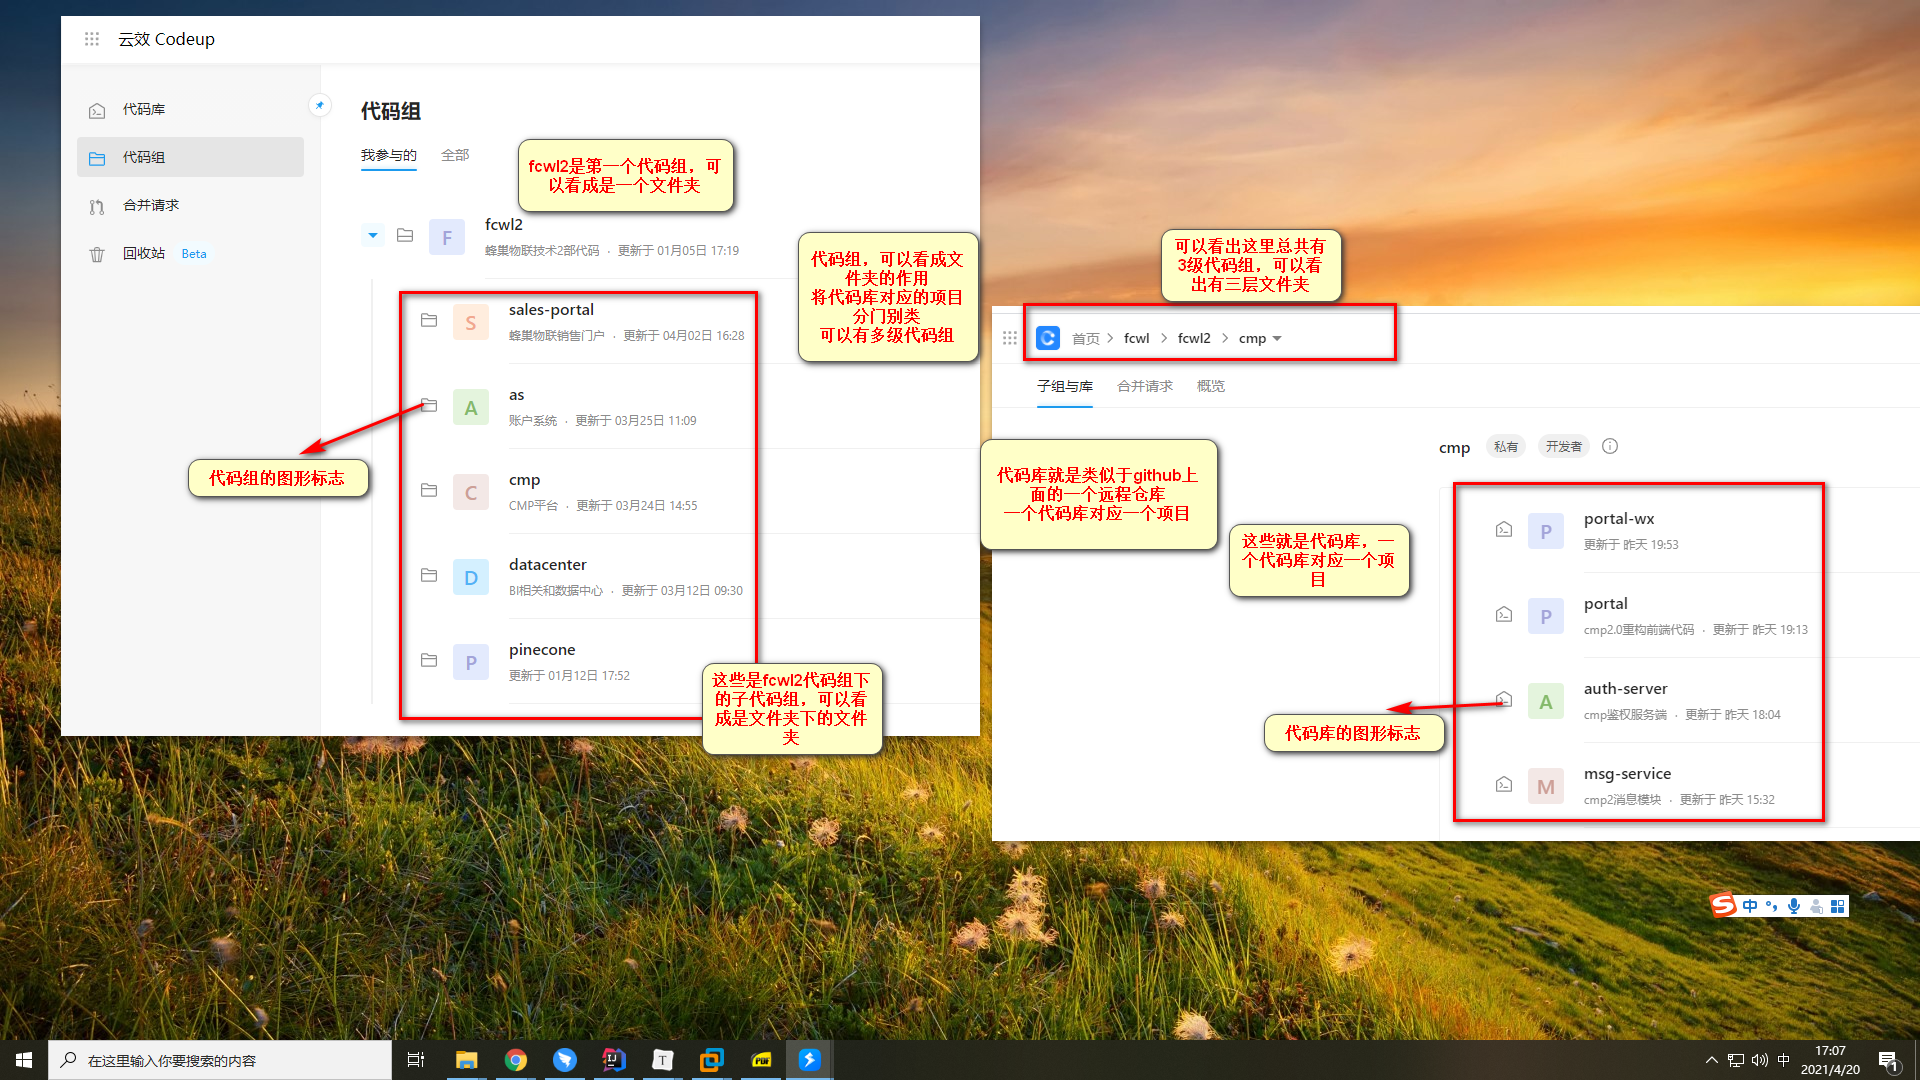 云效 Codeup
代码库
代码组
合并请求
回收站 Beta
代码组
我参与的 全部
fcwl2是第一个代码组，可
以看成是一个文件夹
F
fcwl2
蜂巢物联技术2部代码 · 更新于 01月05日 17:19
代码组，可以看成文
件夹的作用
将代码库对应的项目
分门别类
可以有多级代码组
S
sales-portal
蜂巢物联销售门户 · 更新于 04月02日 16:28
A
as
账户系统 · 更新于 03月25日 11:09
代码组的图形标志
C
cmp
CMP平台 · 更新于 03月24日 14:55
D
datacenter
BI相关和数据中心 · 更新于 03月12日 09:30
P
pinecone
更新于 01月12日 17:52
这些是fcwl2代码组下
的子代码组，可以看
成是文件夹下的文件
夹
可以看出这里总共有
3级代码组，可以看
出有三层文件夹
首页 > fcwl > fcwl2 > cmp
子组与库 合并请求 概览
cmp 私有 开发者
代码库就是类似于github上
面的一个远程仓库
一个代码库对应一个项目
这些就是代码库，一
个代码库对应一个项
目
P
portal-wx
更新于 昨天 19:53
P
portal
cmp2.0重构前端代码 · 更新于 昨天 19:13
A
auth-server
cmp鉴权服务端 · 更新于 昨天 18:04
代码库的图形标志
M
msg-service
cmp2消息模块 · 更新于 昨天 15:32
S 中
在这里输入你要搜索的内容
IJ
T
PDF
中
17:07
2021/4/20
1